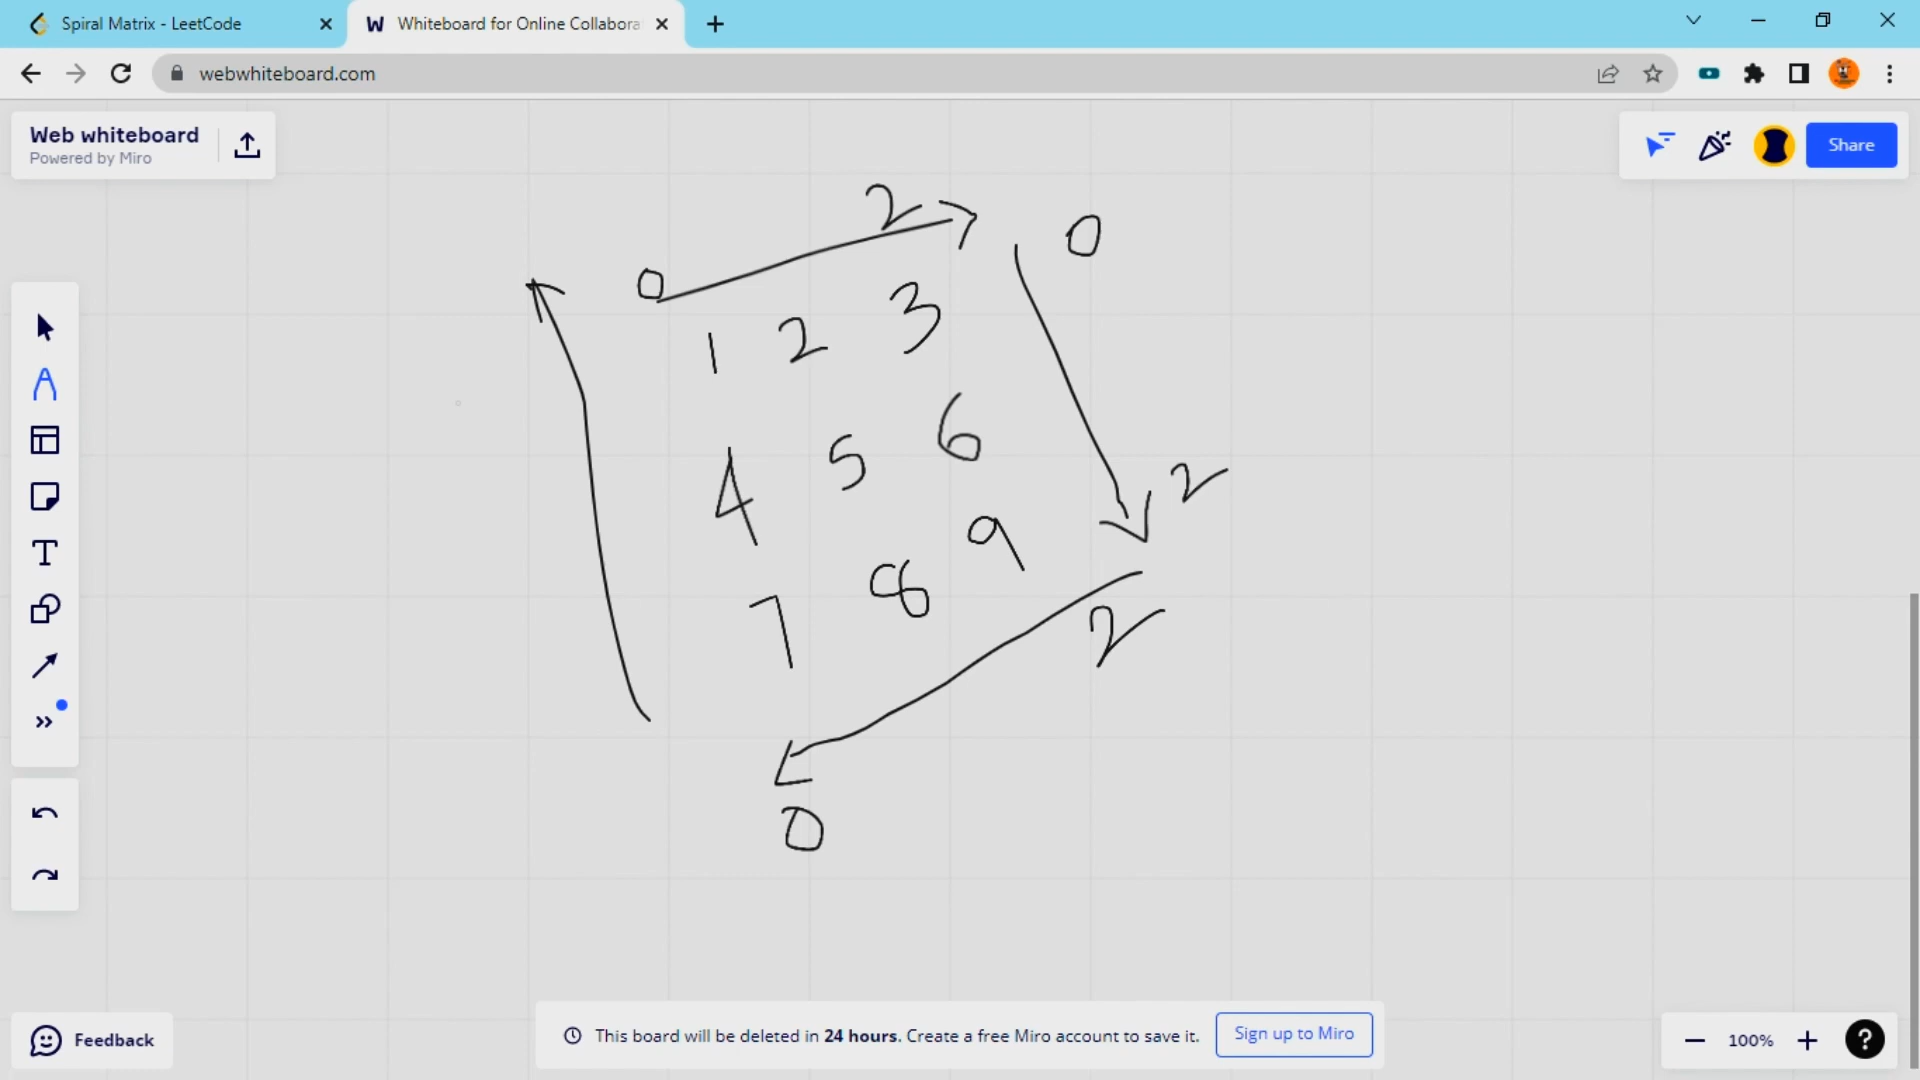 Spiral Matrix - LeetCode
Whiteboard for Online Collabora
webwhiteboard.com
Web whiteboard
Powered by Miro
Share
2
0
0
1 2 3
4 5 6
2
7 8 9
2
0
Feedback
This board will be deleted in 24 hours. Create a free Miro account to save it.
Sign up to Miro
100%